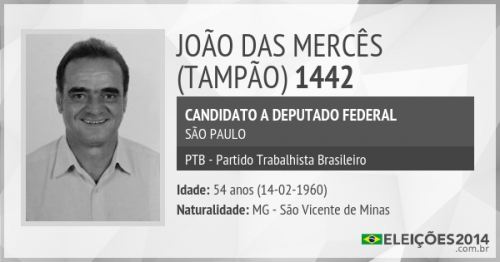 JOÃO DAS MERCÊS
(TAMPÃO) 1442
CANDIDATO A DEPUTADO FEDERAL
SÃO PAULO
PTB - Partido Trabalhista Brasileiro
Idade: 54 anos (14-02-1960)
Naturalidade: MG - São Vicente de Minas
ELEIÇÕES2014
.com.br